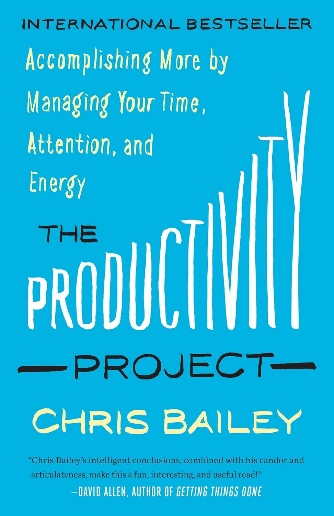 INTERNATIONAL BESTSELLER
Accomplishing More by
Managing Your Time,
Attention, and
Energy
THE
PRODUCTIVITY
PROJECT
CHRIS BAILEY
“Chris Bailey’s intelligent conclusions, combined with his candor and
articulateness, make this a fun, interesting, and useful read!”
—DAVID ALLEN, AUTHOR OF GETTING THINGS DONE